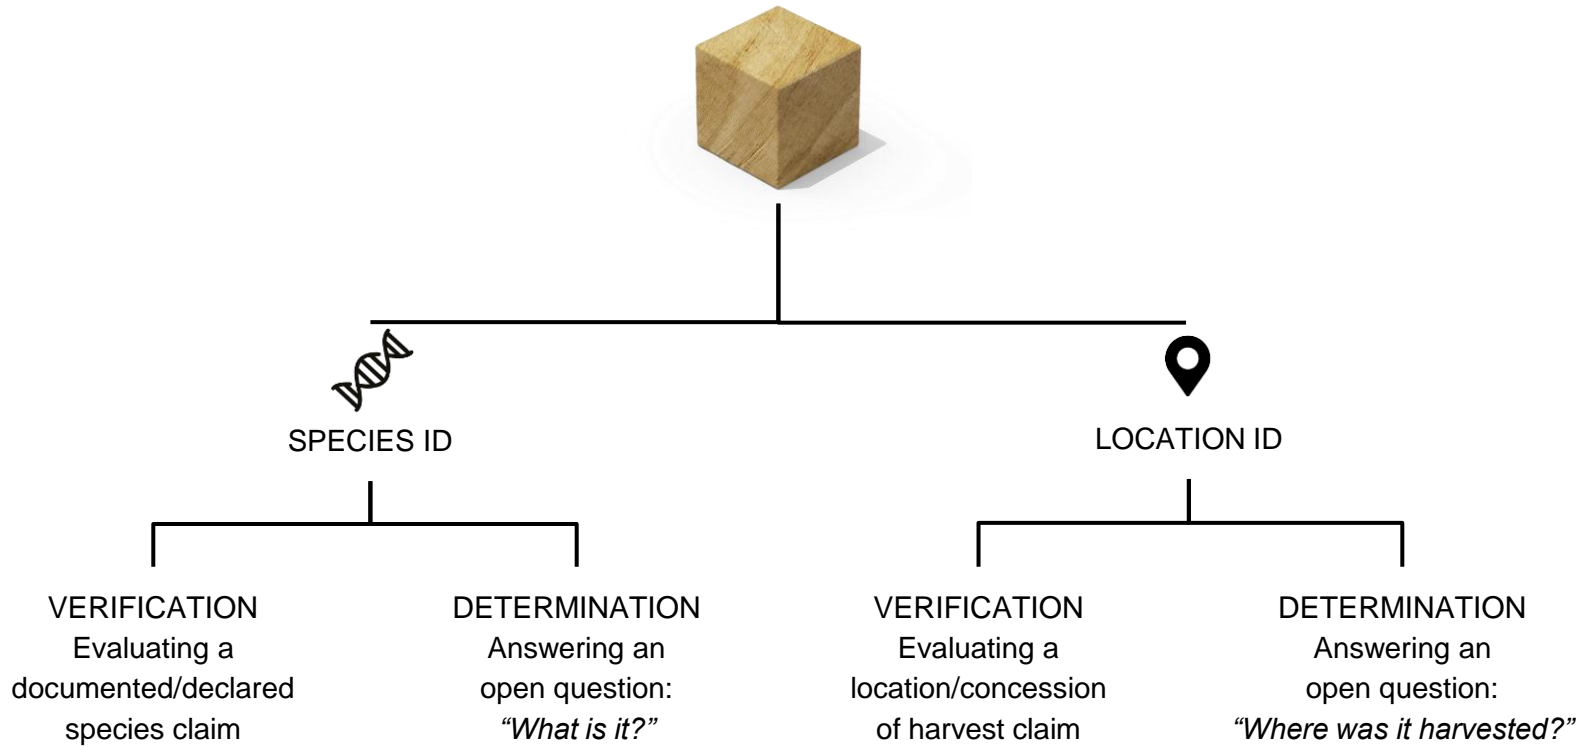 SPECIES ID
LOCATION ID
VERIFICATION
Evaluating a
documented/declared
species claim
DETERMINATION
Answering an
open question:
“What is it?”
VERIFICATION
Evaluating a
location/concession
of harvest claim
DETERMINATION
Answering an
open question:
“Where was it harvested?”